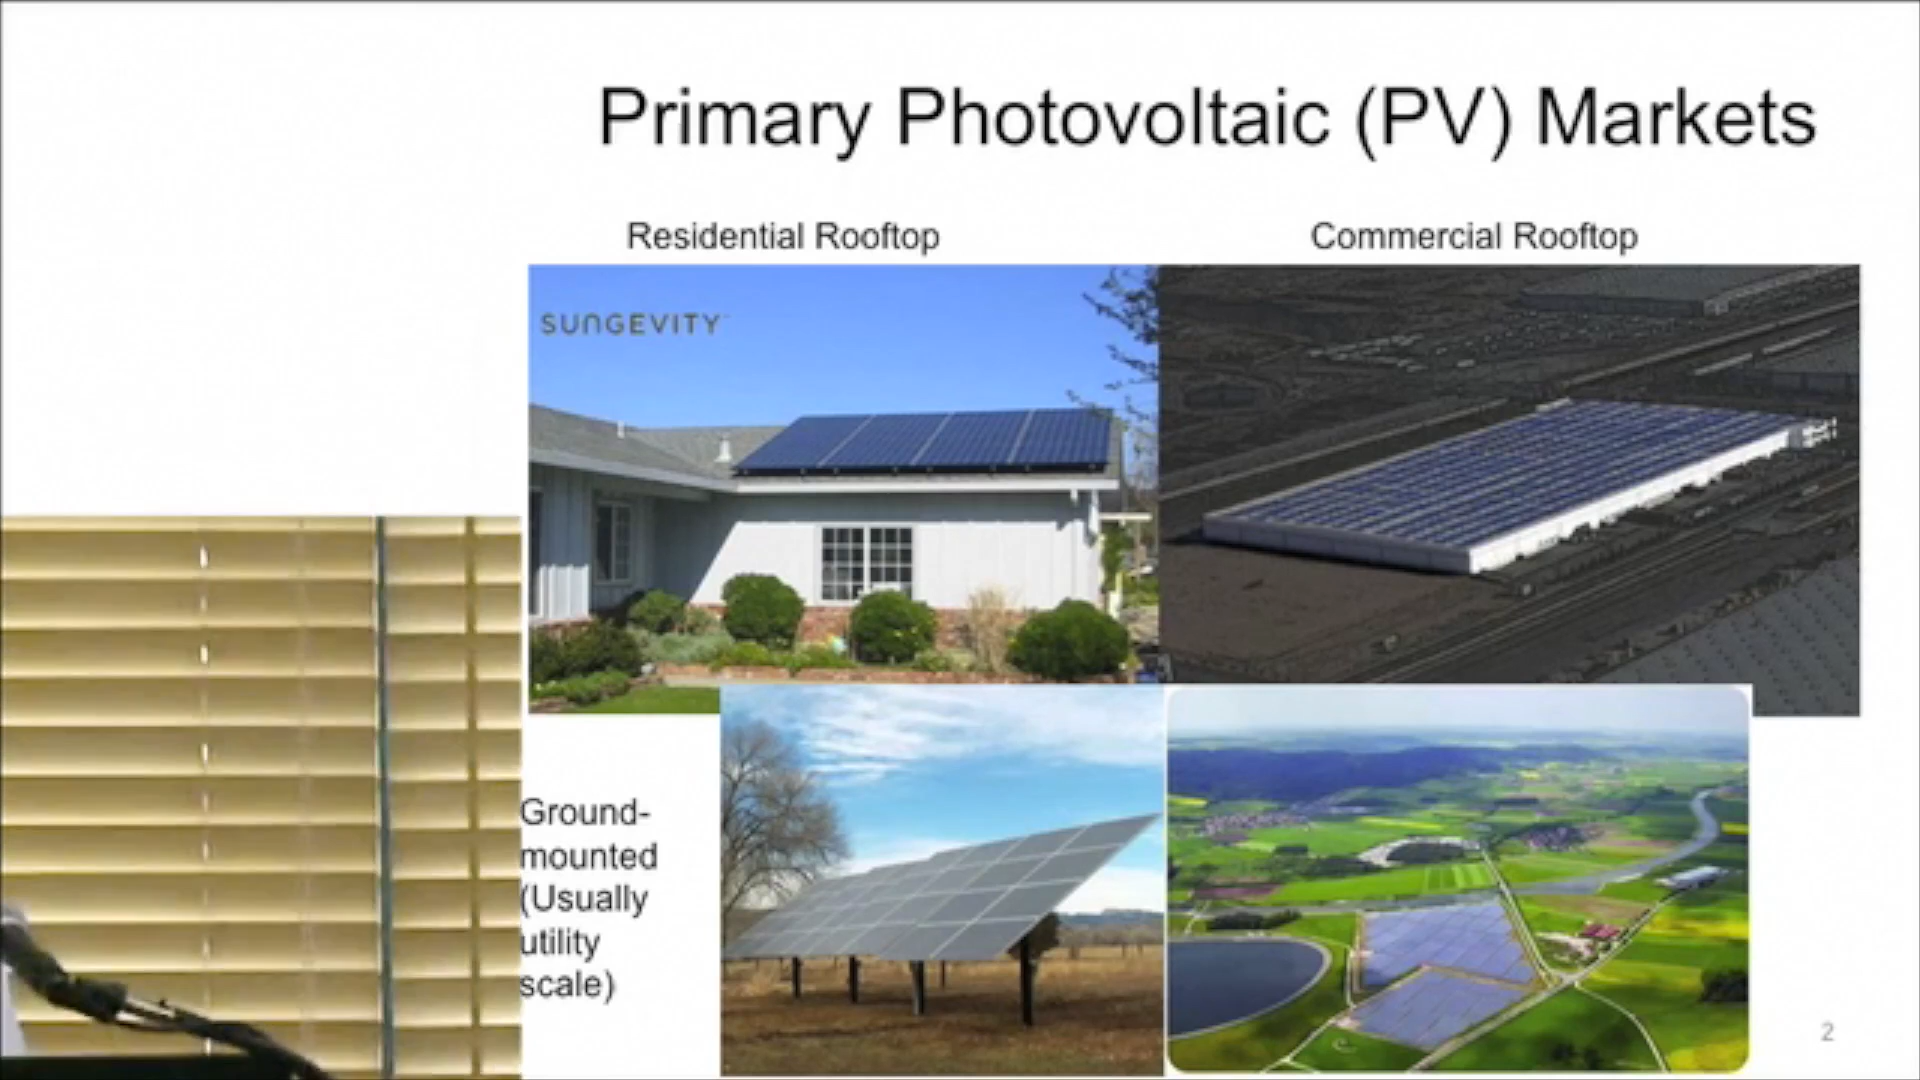 Primary Photovoltaic (PV) Markets
Residential Rooftop
Commercial Rooftop
SUNGEVITY
Ground-
mounted
(Usually
utility
scale)
2